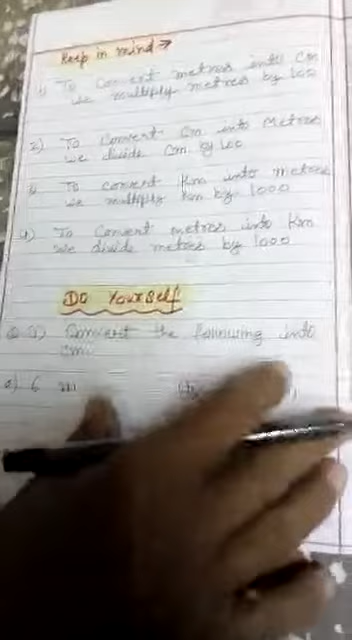 Keep in mind →
1) To convert metres into cm
we multiply metres by 100
2) To convert cm into Metres
we divide cm by 100
To convert Km into metres
we multiply km by 1000
4) To convert metres into km
we divide metres by 1000
Do Yourself
Convert the following into
cm.
a) 6 m